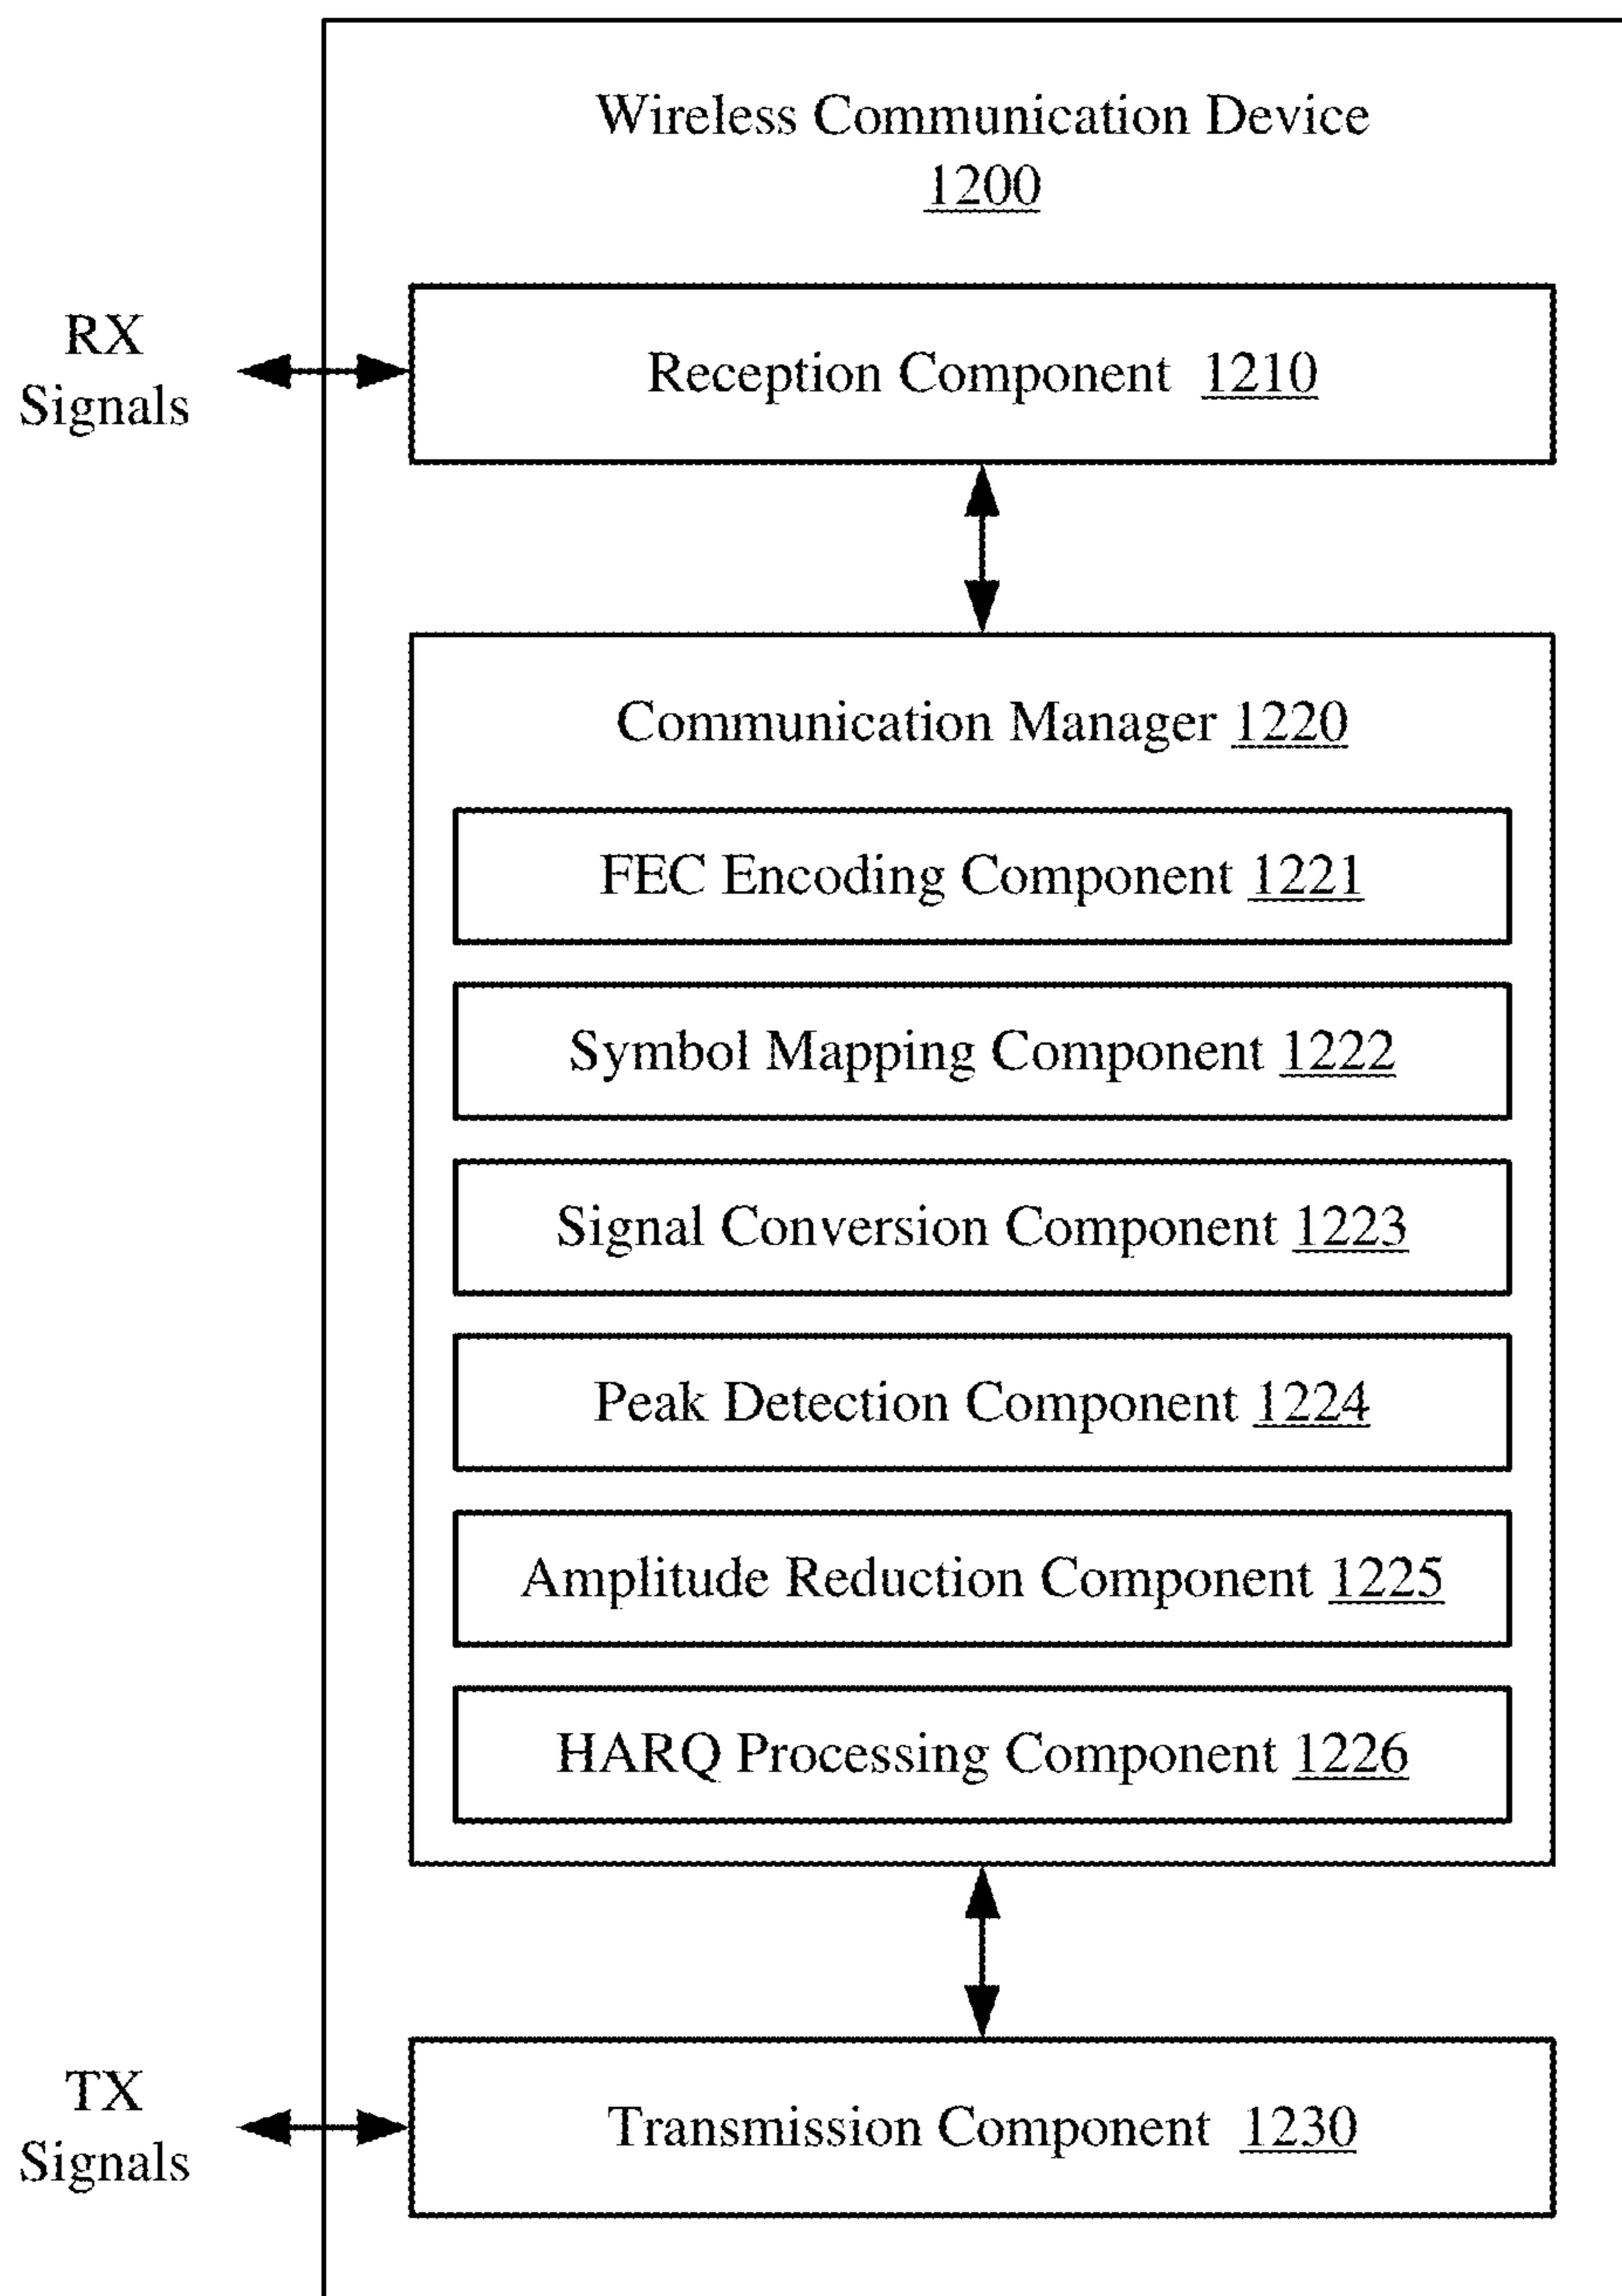 Wireless Communication Device
1200
RX
Signals
Reception Component 1210
Communication Manager 1220
FEC Encoding Component 1221
Symbol Mapping Component 1222
Signal Conversion Component 1223
Peak Detection Component 1224
Amplitude Reduction Component 1225
HARQ Processing Component 1226
TX
Signals
Transmission Component 1230